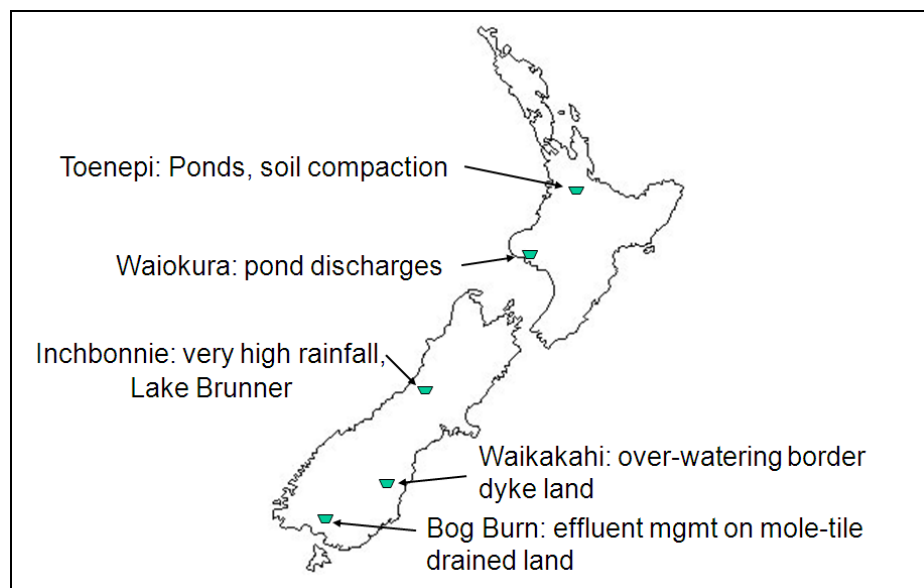 Toenepi: Ponds, soil compaction
Waiokura: pond discharges
Inchbonnie: very high rainfall,
Lake Brunner
Waikakahi: over-watering border
dyke land
Bog Burn: effluent mgmt on mole-tile
drained land